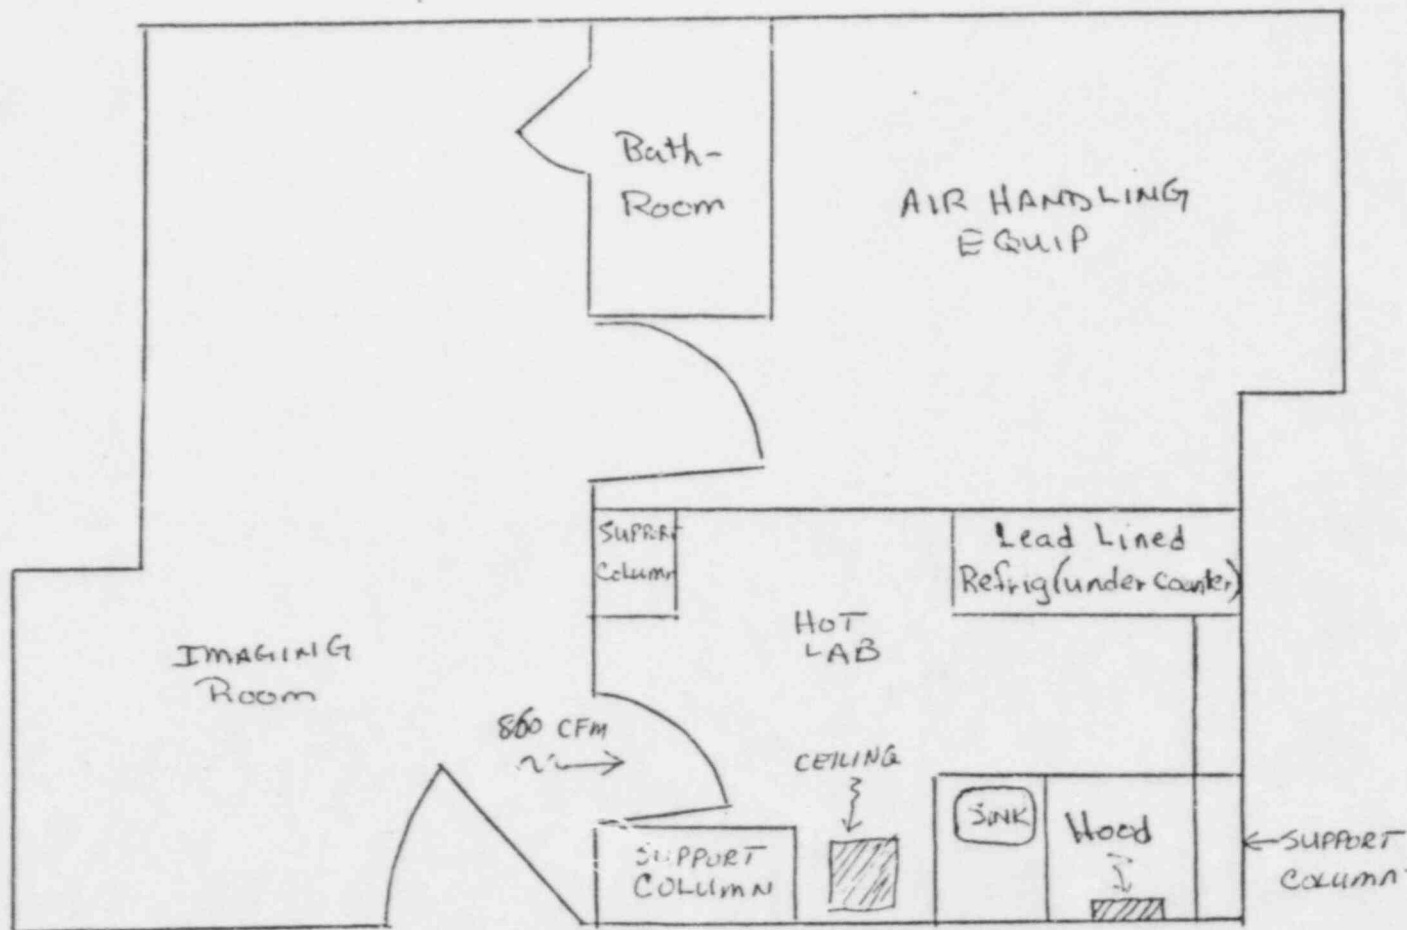 Bath-
Room
AIR HANDLING
EQUIP
SUPPORT
Column
Lead Lined
Refrig (under counter)
HOT
LAB
IMAGING
Room
860 CFM
CEILING
SINK
Hood
SUPPORT
COLUMN
SUPPORT
COLUMN